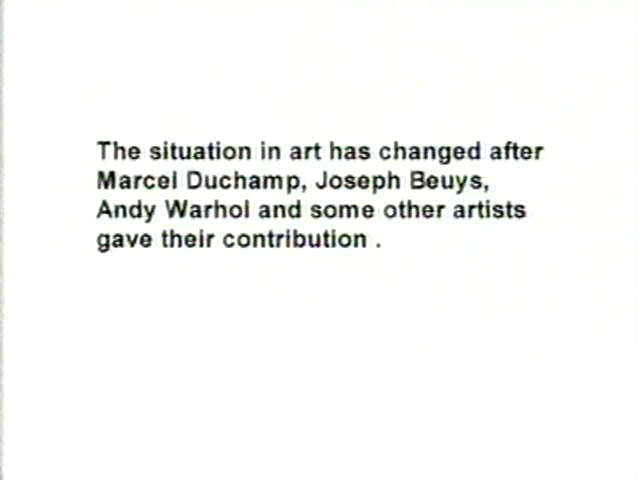 The situation in art has changed after
Marcel Duchamp, Joseph Beuys,
Andy Warhol and some other artists
gave their contribution .